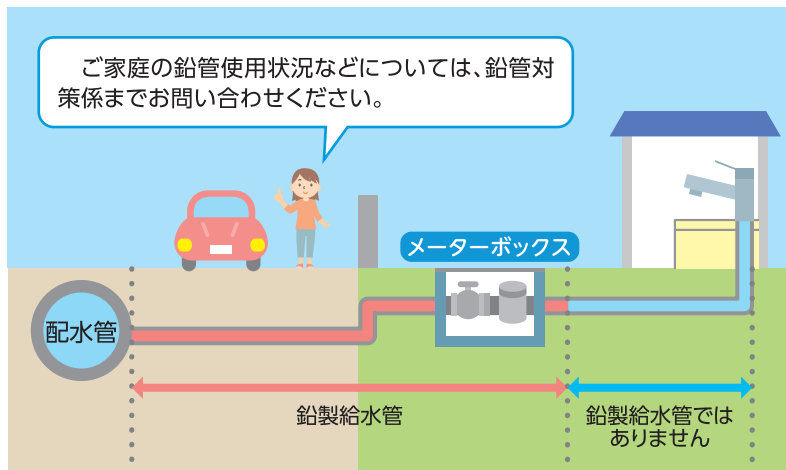 ご家庭の鉛管使用状況などについては、鉛管対
策係までお問い合わせください。
メーターボックス
配水管
鉛製給水管
鉛製給水管では
ありません